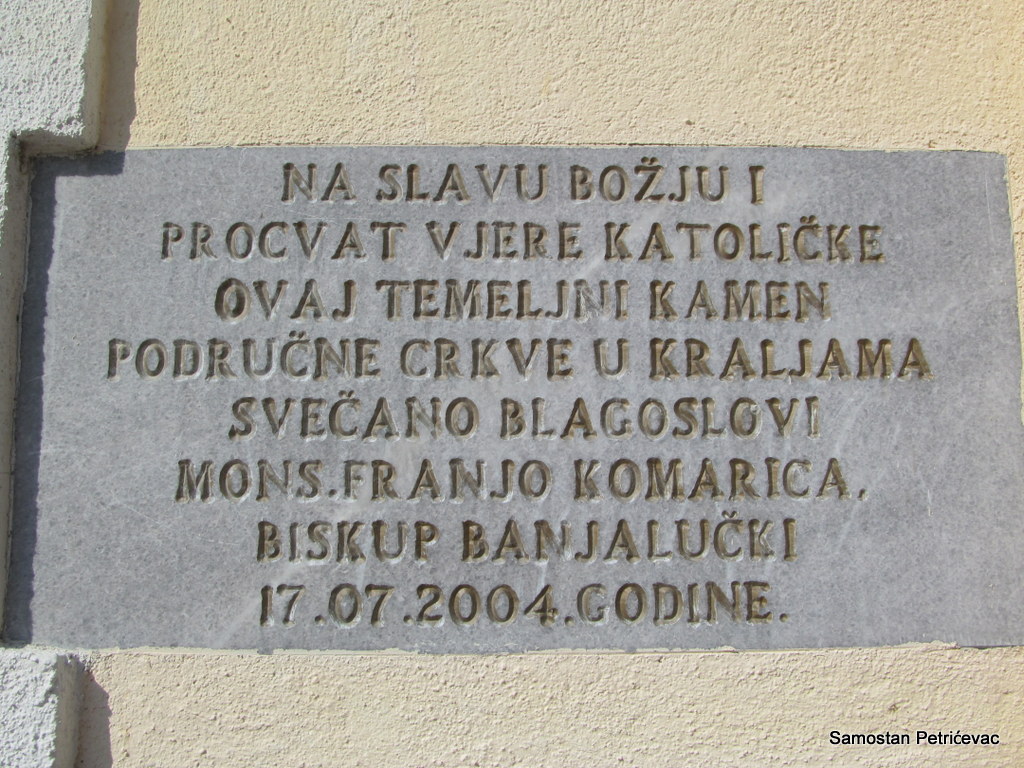 NA SLAVU BOŽJU I
PROCVAT VJERE KATOLIČKE
OVAJ TEMELJNI KAMEN
PODRUČNE CRKVE U KRALJAMA
SVEČANO BLAGOSLOVI
MONS.FRANJO KOMARICA,
BISKUP BANJALUČKI
17.07.2004.GODINE.
Samostan Petrićevac